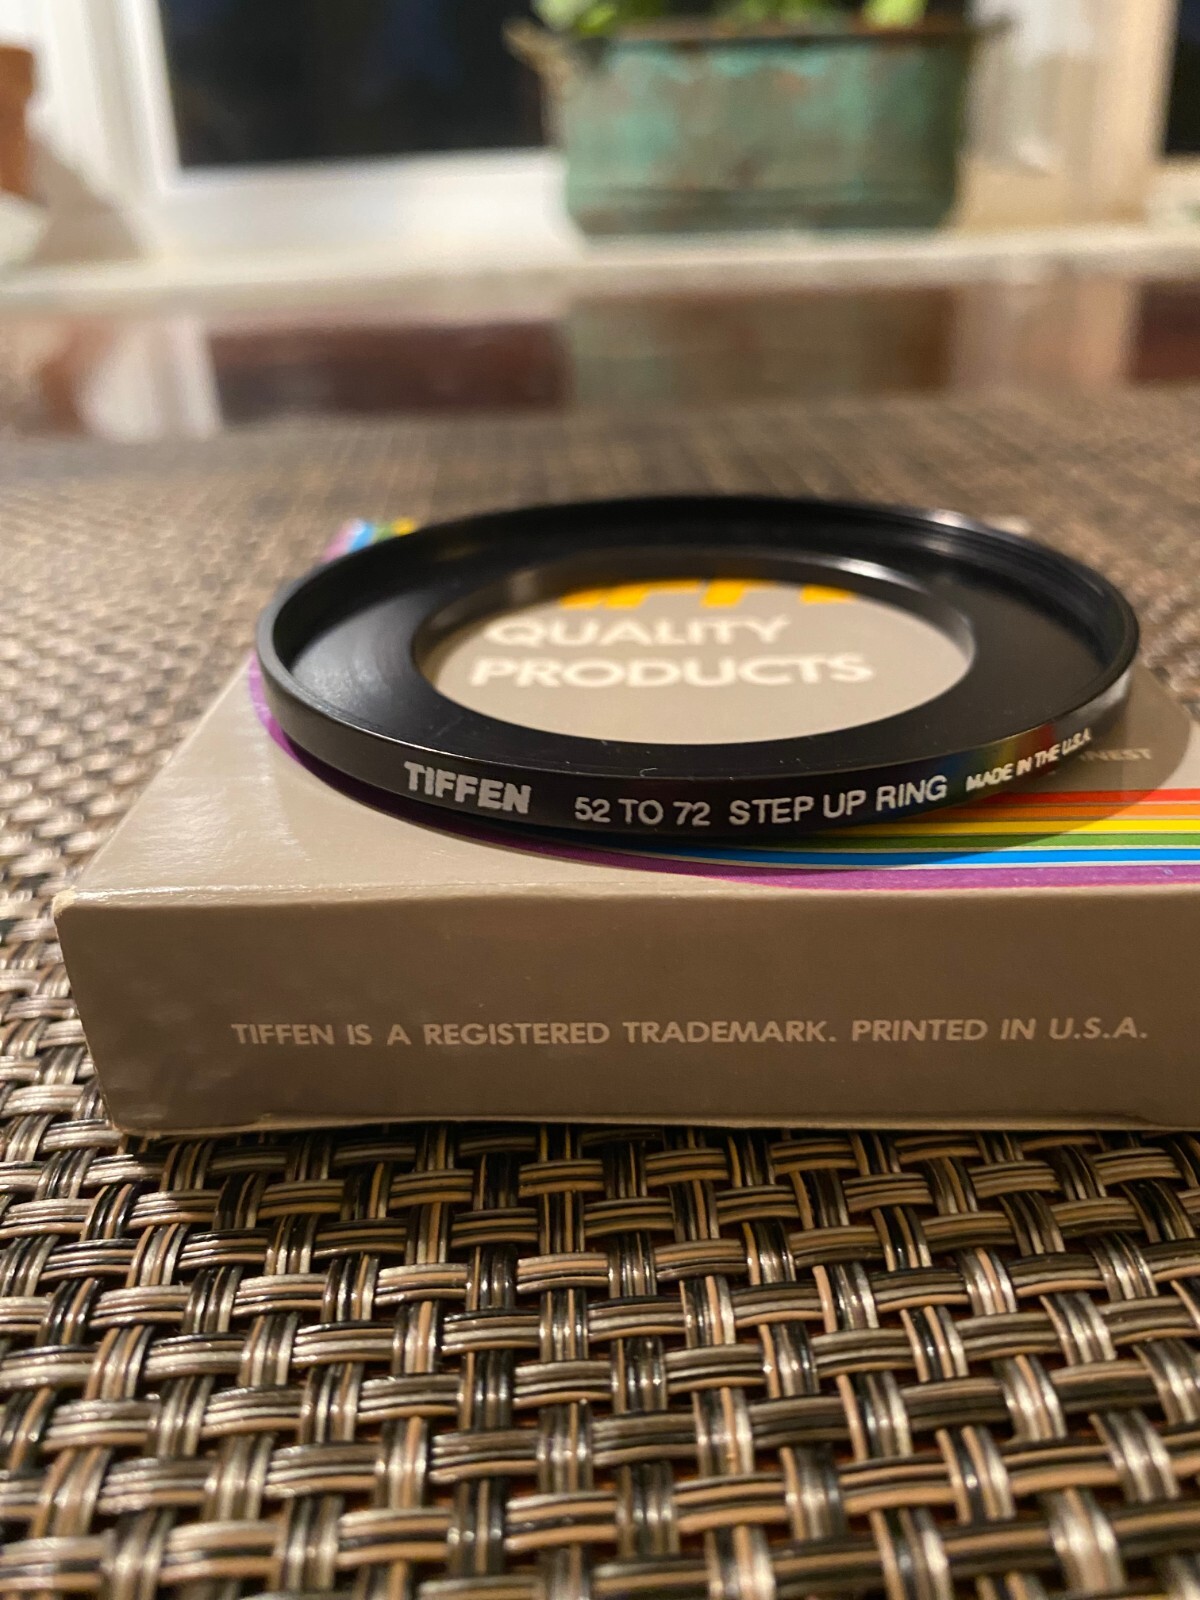 QUALITY
PRODUCTS
TIFFEN 52 TO 72 STEP UP RING MADE IN THE U.S.A.
TIFFEN IS A REGISTERED TRADEMARK. PRINTED IN U.S.A.